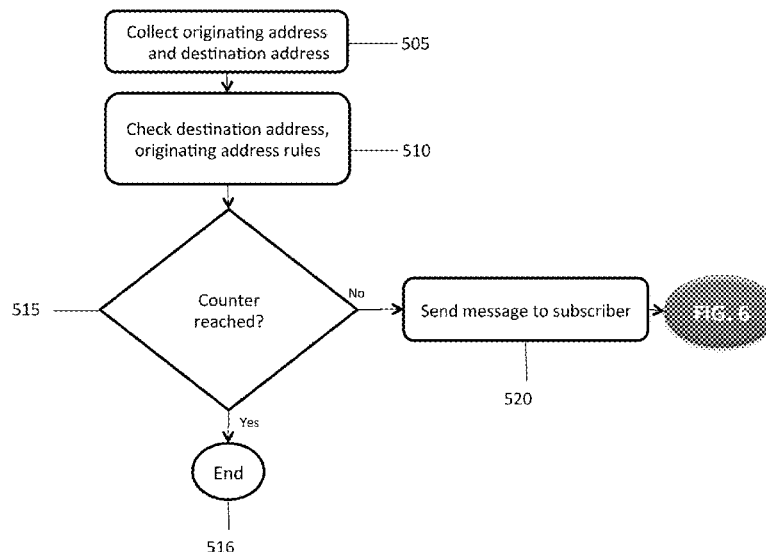 Collect originating address
and destination address
505
Check destination address,
originating address rules
510
Counter
reached?
515
No
Send message to subscriber
520
FIG. 6
Yes
End
516